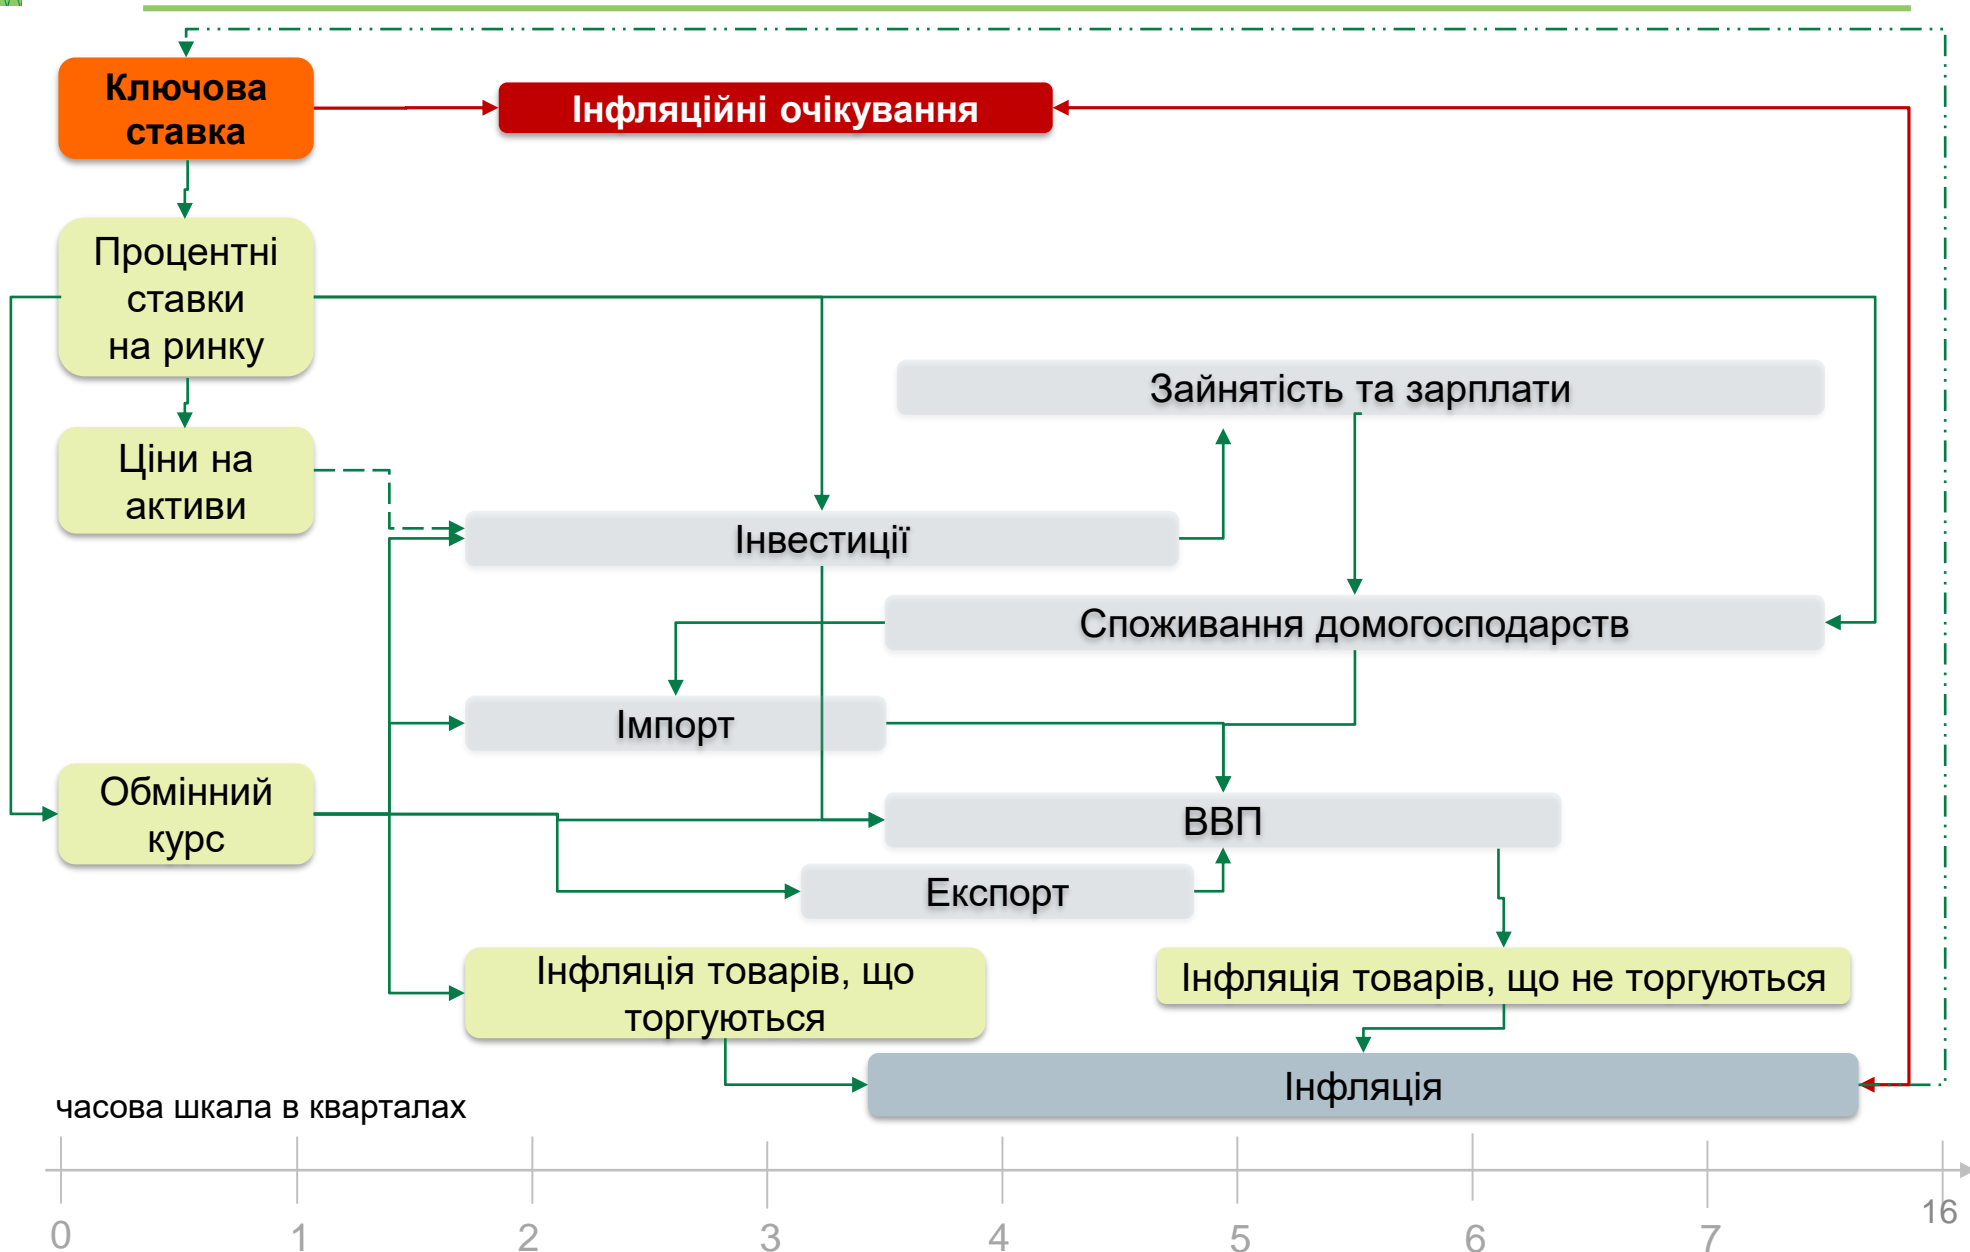 Ключова
ставка
Інфляційні очікування
Процентні
ставки
на ринку
Зайнятість та зарплати
Ціни на
активи
Інвестиції
Споживання домогосподарств
Імпорт
Обмінний
курс
ВВП
Експорт
Інфляція товарів, що
торгуються
Інфляція товарів, що не торгуються
Інфляція
часова шкала в кварталах
0 1 2 3 4 5 6 7 16